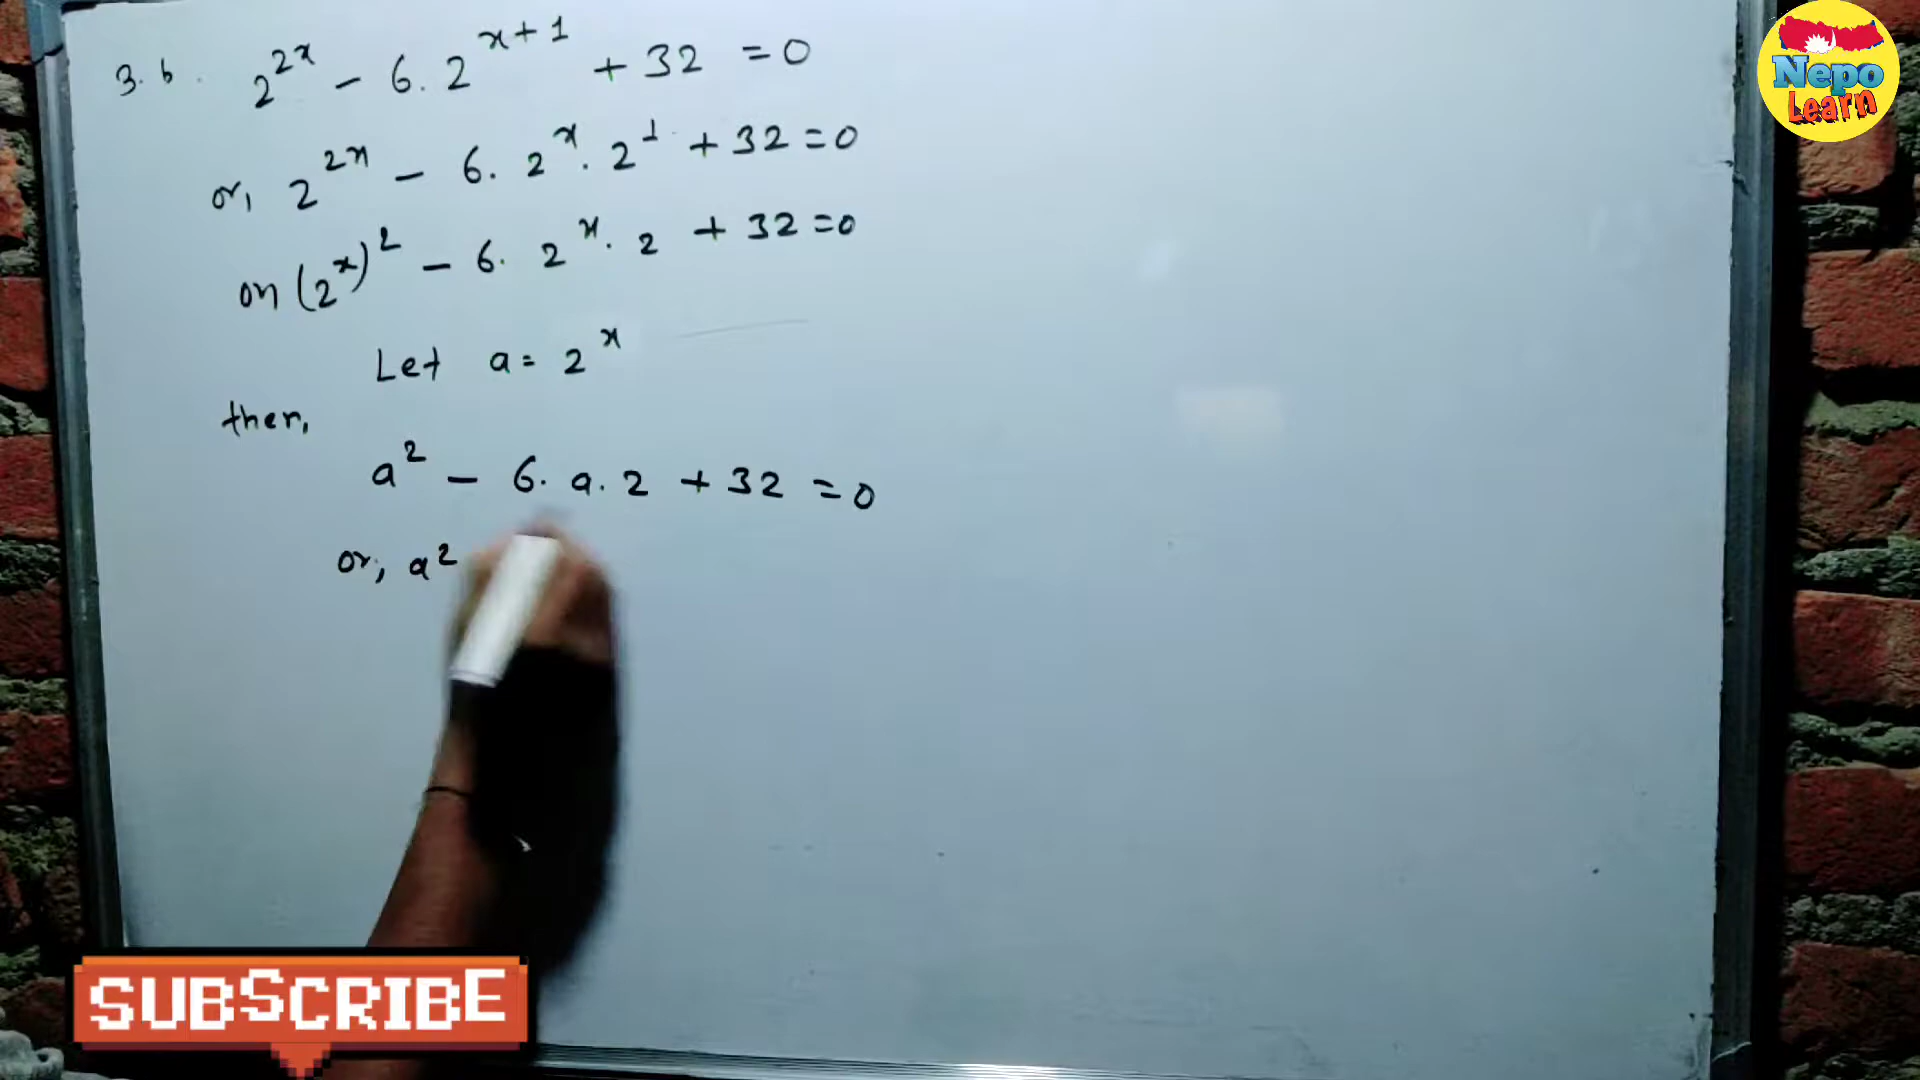 3. b. 2^{2x} - 6. 2^{x+1} + 32 = 0
or, 2^{2x} - 6. 2^x. 2^1 + 32 = 0
or (2^x)^2 - 6. 2^x. 2 + 32 = 0
Let a = 2^x
then,
a^2 - 6. a. 2 + 32 = 0
or, a^2
Nepo
Learn
SUBSCRIBE